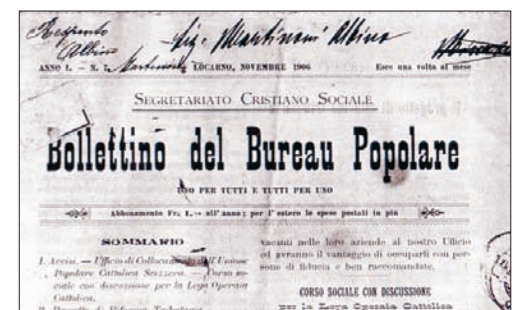 Respinto Sig. Martinoni Albino
Albino
Martinoni
ANNO I. — N. 7. LOCARNO, NOVEMBRE 1906 Esce una volta al mese
SEGRETARIATO CRISTIANO SOCIALE
Bollettino del Bureau Popolare
UNO PER TUTTI E TUTTI PER UNO
Abbonamento Fr. 1.— all' anno; per l' estero le spese postali in più
SOMMARIO
1. Avvisi. — Ufficio di Collocamento dell'Unione
Popolare Cattolica Svizzera. — Corso so-
ciale con discussione per la Lega Operaia
Cattolica.
vacanti nelle loro aziende al nostro Ufficio
ed avranno il vantaggio di occuparli con per-
sone di fiducia e ben raccomandate.
CORSO SOCIALE CON DISCUSSIONE
per la Lega Operaia Cattolica